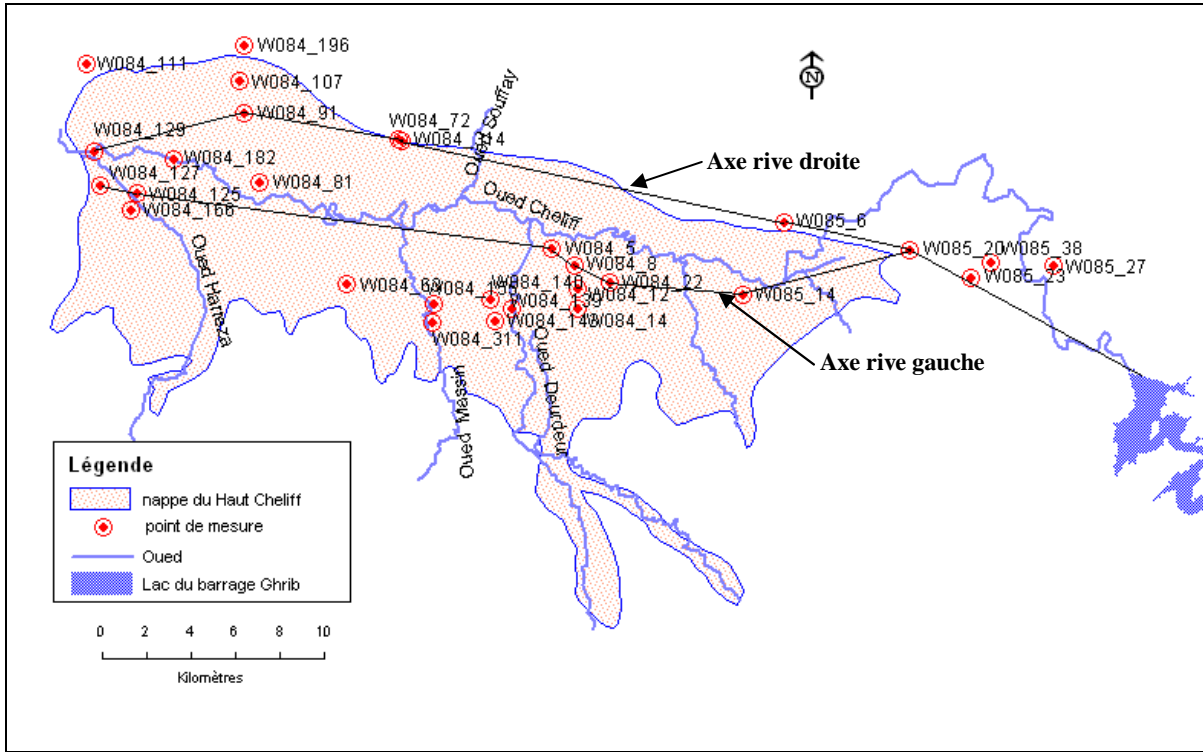 W084_196
W084_111
W084_107
W084_91
W084_72
W084_314
W084_129
W084_182
W084_127
W084_81
W084_125
W084_166
Oued Souffay
Axe rive droite
Oued Cheliff
W085_6
W084_5
W085_20
W085_38
W084_8
W085_27
W085_23
W084_22
W084_140
W084_12
W085_14
W084_139
W084_14
W084_311
Oued Harreza
Oued Massin
Oued Deurdeur
Axe rive gauche
Légende
nappe du Haut Cheliff
point de mesure
Oued
Lac du barrage Ghrib
0 2 4 6 8 10
Kilomètres